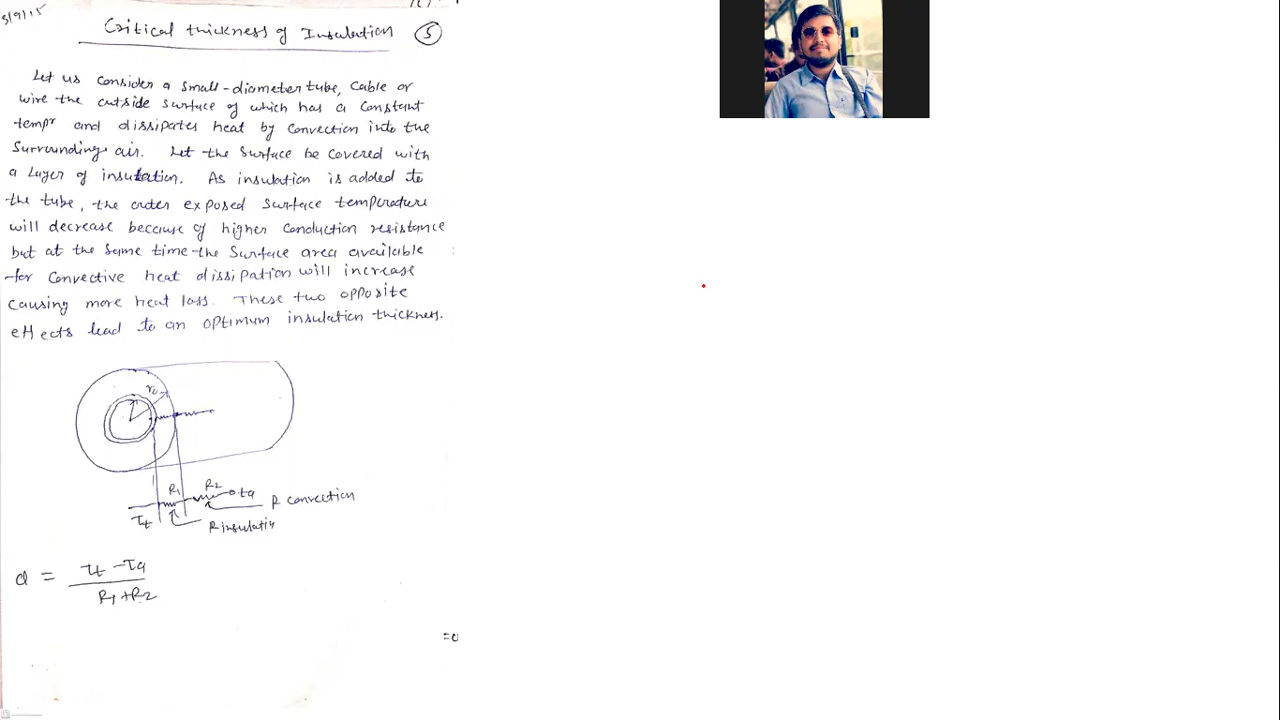 3/9/15
Critical thickness of Insulation 5
Let us consider a small-diameter tube, Cable or
wire the outside surface of which has a constant
tempr and dissipates heat by convection into the
Surrounding air. Let the surface be covered with
a layer of insulation. As insulation is added to
the tube, the outer exposed surface temperature
will decrease because of higher conduction resistance
but at the same time the surface area available
for convective heat dissipation will increase
causing more heat loss. These two opposite
effects lead to an optimum insulation thickness.
ro
R1 R2 ta R convection
Tt R insulatin
Q = Tt - Ta / R1 + R2
=0